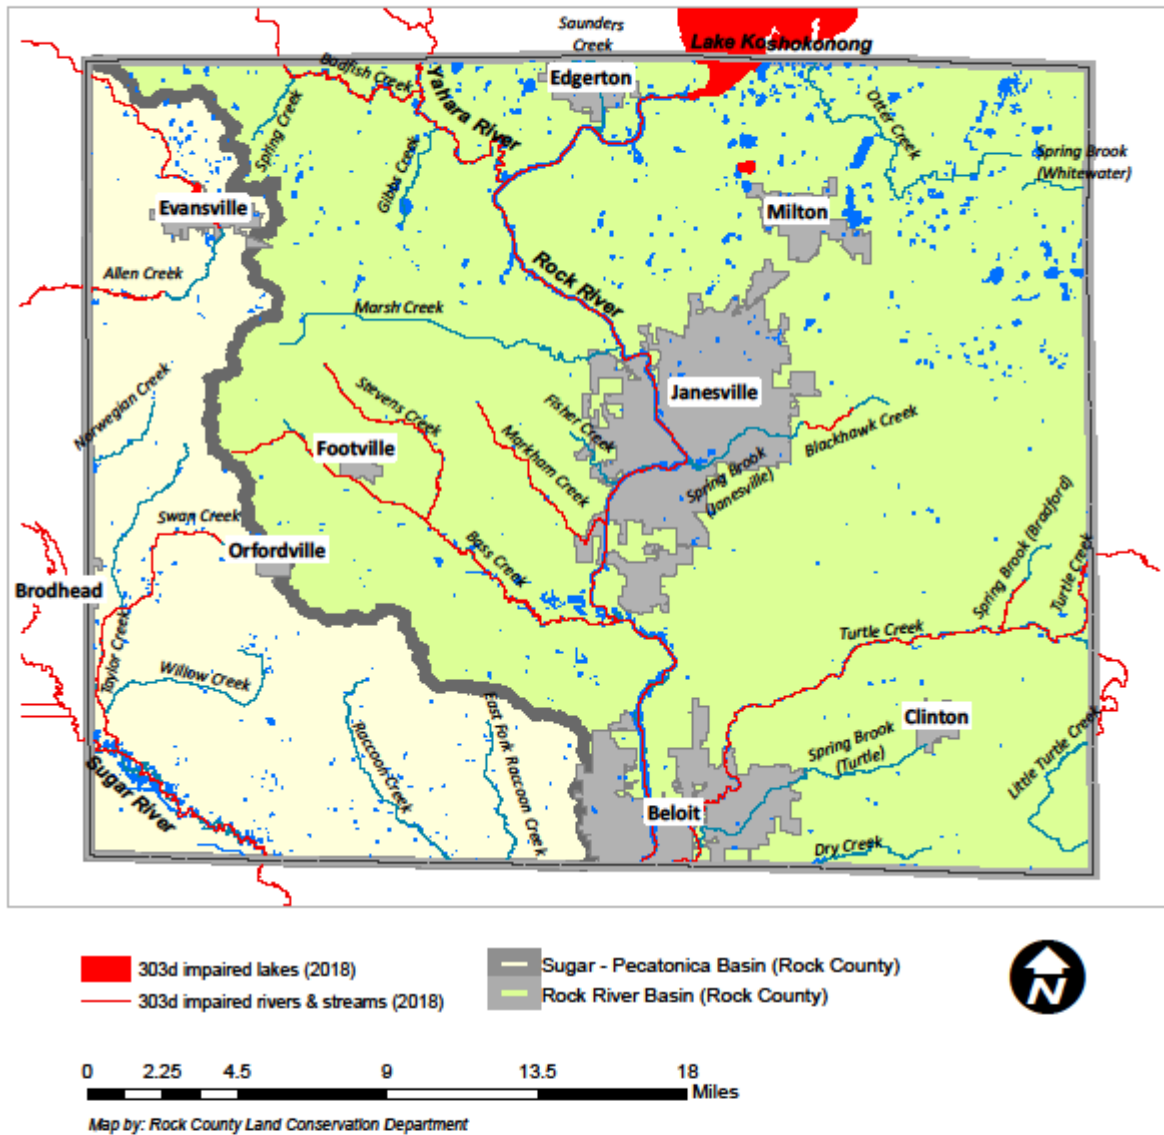 Saunders
Creek
Lake Koshokonong
Badfish Creek
Yahara River
Edgerton
Spring Creek
Otter Creek
Gibbs Creek
Spring Brook
(Whitewater)
Evansville
Milton
Allen Creek
Rock River
Marsh Creek
Norwegian Creek
Stevens Creek
Janesville
Fisher Creek
Blackhawk Creek
Footville
Markham Creek
Spring Brook
(Janesville)
Swan Creek
Orfordville
Bass Creek
Spring Brook (Bradford)
Turtle Creek
Brodhead
Taylor Creek
Turtle Creek
Willow Creek
Raccoon Creek
East Fork Raccoon Creek
Clinton
Spring Brook
(Turtle)
Little Turtle Creek
Sugar River
Beloit
Dry Creek
303d impaired lakes (2018)
303d impaired rivers & streams (2018)
Sugar - Pecatonica Basin (Rock County)
Rock River Basin (Rock County)
N
0 2.25 4.5 9 13.5 18
Miles
Map by: Rock County Land Conservation Department